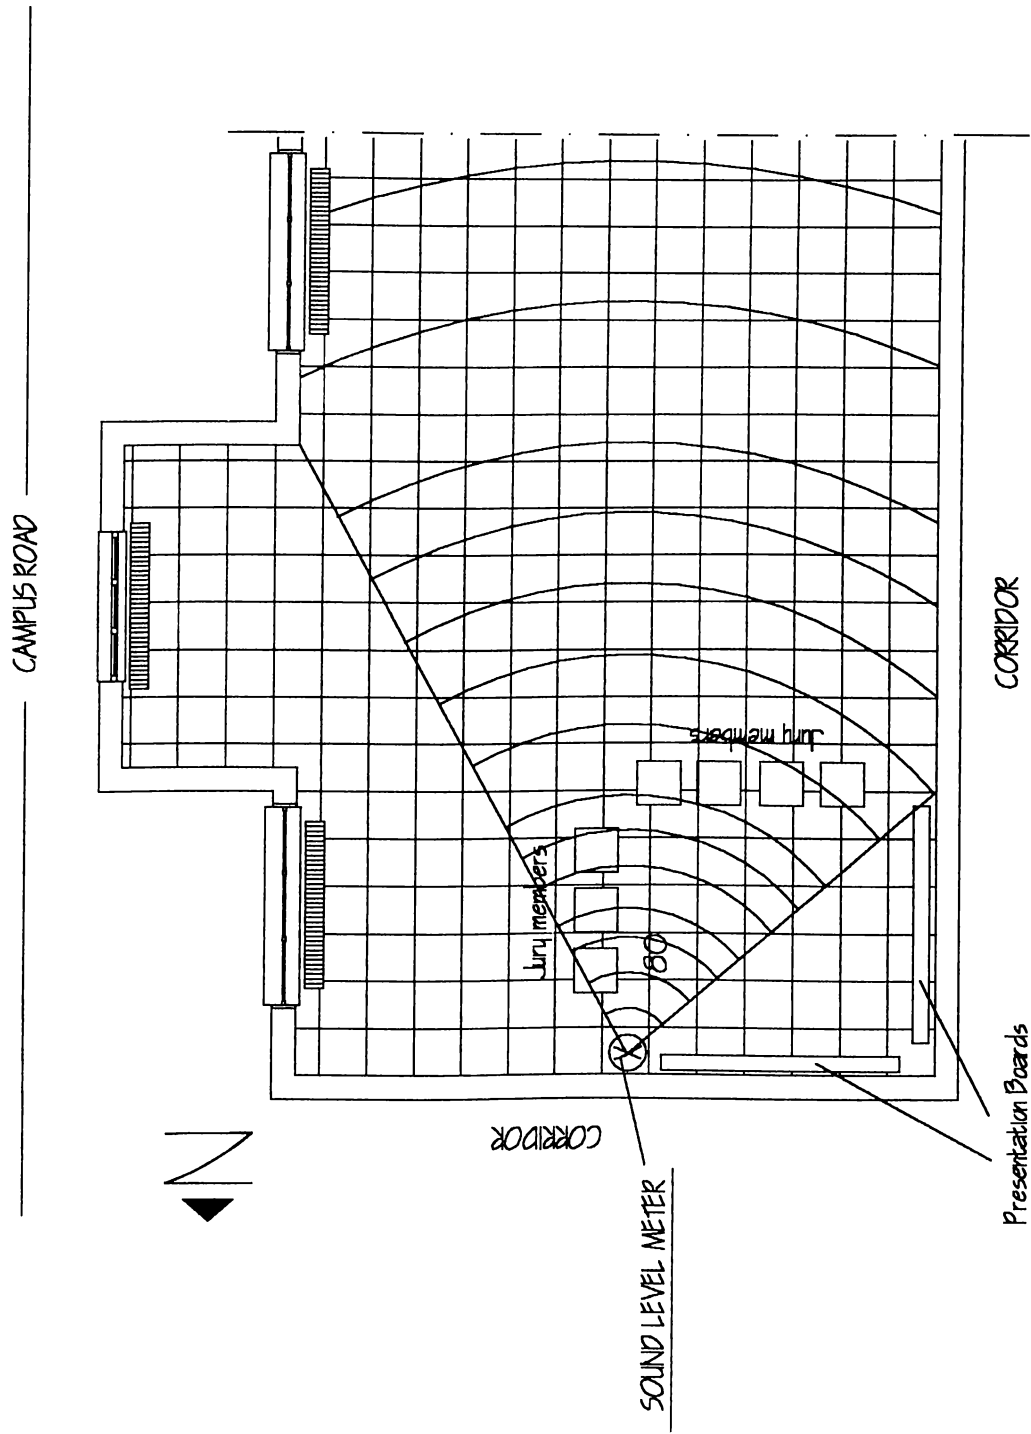 CAMPUS ROAD
Jury members
Jury members
80
CORRIDOR
CORRIDOR
N
SOUND LEVEL METER
Presentation Boards